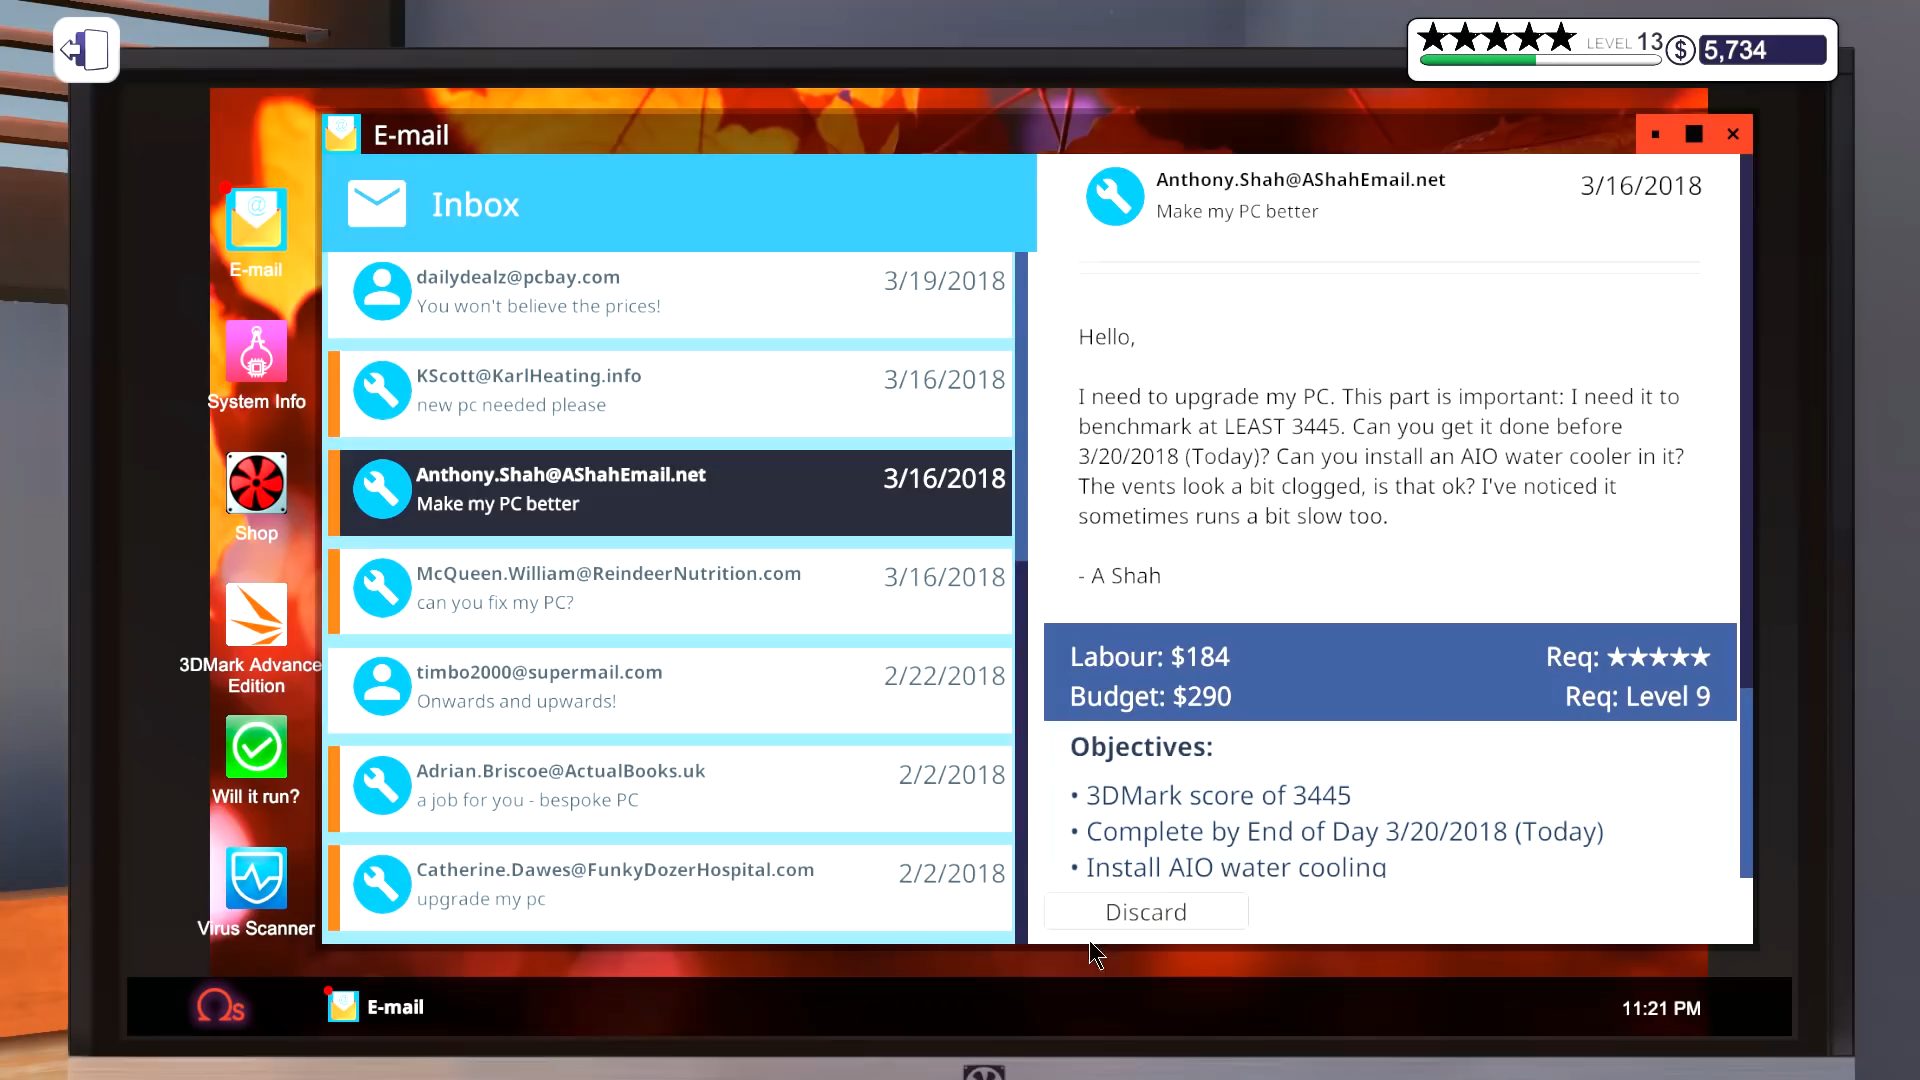 LEVEL 13
$ 5,734
E-mail
Inbox
dailydealz@pcbay.com
3/19/2018
You won't believe the prices!
KScott@KarlHeating.info
3/16/2018
new pc needed please
Anthony.Shah@AShahEmail.net
3/16/2018
Make my PC better
McQueen.William@ReindeerNutrition.com
3/16/2018
can you fix my PC?
timbo2000@supermail.com
2/22/2018
Onwards and upwards!
Adrian.Briscoe@ActualBooks.uk
2/2/2018
a job for you - bespoke PC
Catherine.Dawes@FunkyDozerHospital.com
2/2/2018
upgrade my pc
Anthony.Shah@AShahEmail.net
3/16/2018
Make my PC better
Hello,
I need to upgrade my PC. This part is important: I need it to
benchmark at LEAST 3445. Can you get it done before
3/20/2018 (Today)? Can you install an AIO water cooler in it?
The vents look a bit clogged, is that ok? I've noticed it
sometimes runs a bit slow too.
- A Shah
Labour: $184
Req: ★★★★★
Budget: $290
Req: Level 9
Objectives:
• 3DMark score of 3445
• Complete by End of Day 3/20/2018 (Today)
• Install AIO water cooling
Discard
E-mail
System Info
Shop
3DMark Advance
Edition
Will it run?
Virus Scanner
Ωs
E-mail
11:21 PM